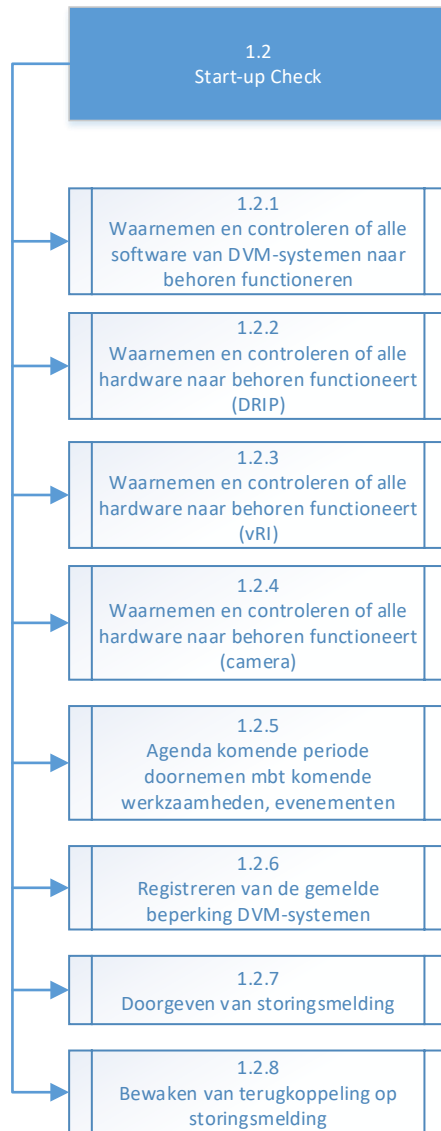 1.2
Start-up Check
1.2.1
Waarnemen en controleren of alle
software van DVM-systemen naar
behoren functioneren
1.2.2
Waarnemen en controleren of alle
hardware naar behoren functioneert
(DRIP)
1.2.3
Waarnemen en controleren of alle
hardware naar behoren functioneert
(vRI)
1.2.4
Waarnemen en controleren of alle
hardware naar behoren functioneert
(camera)
1.2.5
Agenda komende periode
doornemen mbt komende
werkzaamheden, evenementen
1.2.6
Registreren van de gemelde
beperking DVM-systemen
1.2.7
Doorgeven van storingsmelding
1.2.8
Bewaken van terugkoppeling op
storingsmelding